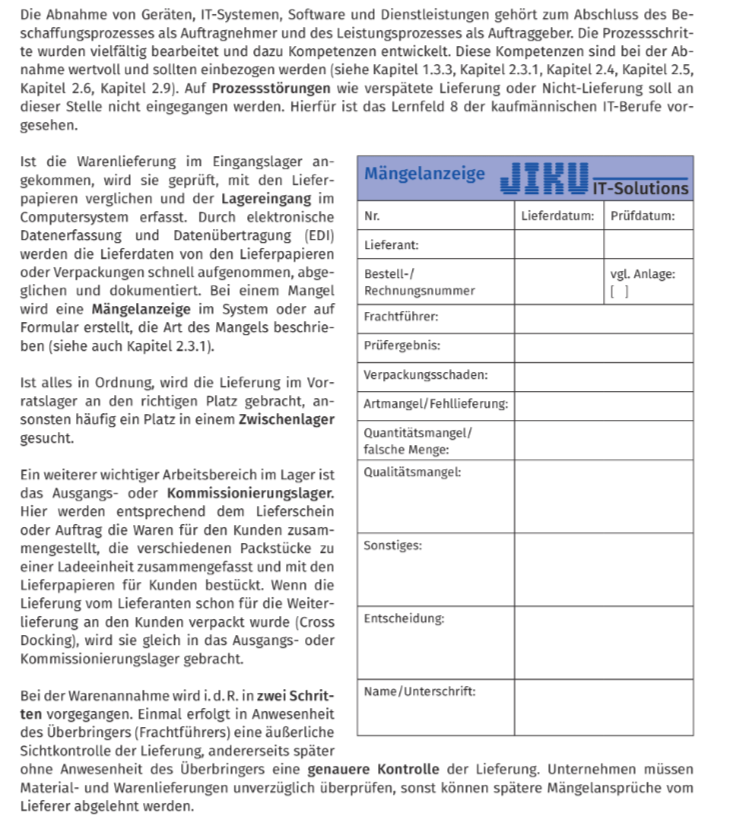 Die Abnahme von Geräten, IT-Systemen, Software und Dienstleistungen gehört zum Abschluss des Be-
schaffungsprozesses als Auftragnehmer und des Leistungsprozesses als Auftraggeber. Die Prozessschrit-
te wurden vielfältig bearbeitet und dazu Kompetenzen entwickelt. Diese Kompetenzen sind bei der Ab-
nahme wertvoll und sollten einbezogen werden (siehe Kapitel 1.3.3, Kapitel 2.3.1, Kapitel 2.4, Kapitel 2.5,
Kapitel 2.6, Kapitel 2.9). Auf Prozessstörungen wie verspätete Lieferung oder Nicht-Lieferung soll an
dieser Stelle nicht eingegangen werden. Hierfür ist das Lernfeld 8 der kaufmännischen IT-Berufe vor-
gesehen.
Ist die Warenlieferung im Eingangslager an-
gekommen, wird sie geprüft, mit den Liefer-
papieren verglichen und der Lagereingang im
Computersystem erfasst. Durch elektronische
Datenerfassung und Datenübertragung (EDI)
werden die Lieferdaten von den Lieferpapieren
oder Verpackungen schnell aufgenommen, abge-
glichen und dokumentiert. Bei einem Mangel
wird eine Mängelanzeige im System oder auf
Formular erstellt, die Art des Mangels beschrie-
ben (siehe auch Kapitel 2.3.1).
Ist alles in Ordnung, wird die Lieferung im Vor-
ratslager an den richtigen Platz gebracht, an-
sonsten häufig ein Platz in einem Zwischenlager
gesucht.
Ein weiterer wichtiger Arbeitsbereich im Lager ist
das Ausgangs- oder Kommissionierungslager.
Hier werden entsprechend dem Lieferschein
oder Auftrag die Waren für den Kunden zusam-
mengestellt, die verschiedenen Packstücke zu
einer Ladeeinheit zusammengefasst und mit den
Lieferpapieren für Kunden bestückt. Wenn die
Lieferung vom Lieferanten schon für die Weiter-
lieferung an den Kunden verpackt wurde (Cross
Docking), wird sie gleich in das Ausgangs- oder
Kommissionierungslager gebracht.
Bei der Warenannahme wird i. d. R. in zwei Schrit-
ten vorgegangen. Einmal erfolgt in Anwesenheit
des Überbringers (Frachtführers) eine äußerliche
Sichtkontrolle der Lieferung, andererseits später
ohne Anwesenheit des Überbringers eine genauere Kontrolle der Lieferung. Unternehmen müssen
Material- und Warenlieferungen unverzüglich überprüfen, sonst können spätere Mängelansprüche vom
Lieferer abgelehnt werden.
Mängelanzeige JIKU IT-Solutions
Nr. Lieferdatum: Prüfdatum:
Lieferant:
Bestell-/ vgl. Anlage:
Rechnungsnummer [ ]
Frachtführer:
Prüfergebnis:
Verpackungsschaden:
Artmangel/Fehllieferung:
Quantitätsmangel/
falsche Menge:
Qualitätsmangel:
Sonstiges:
Entscheidung:
Name/Unterschrift: